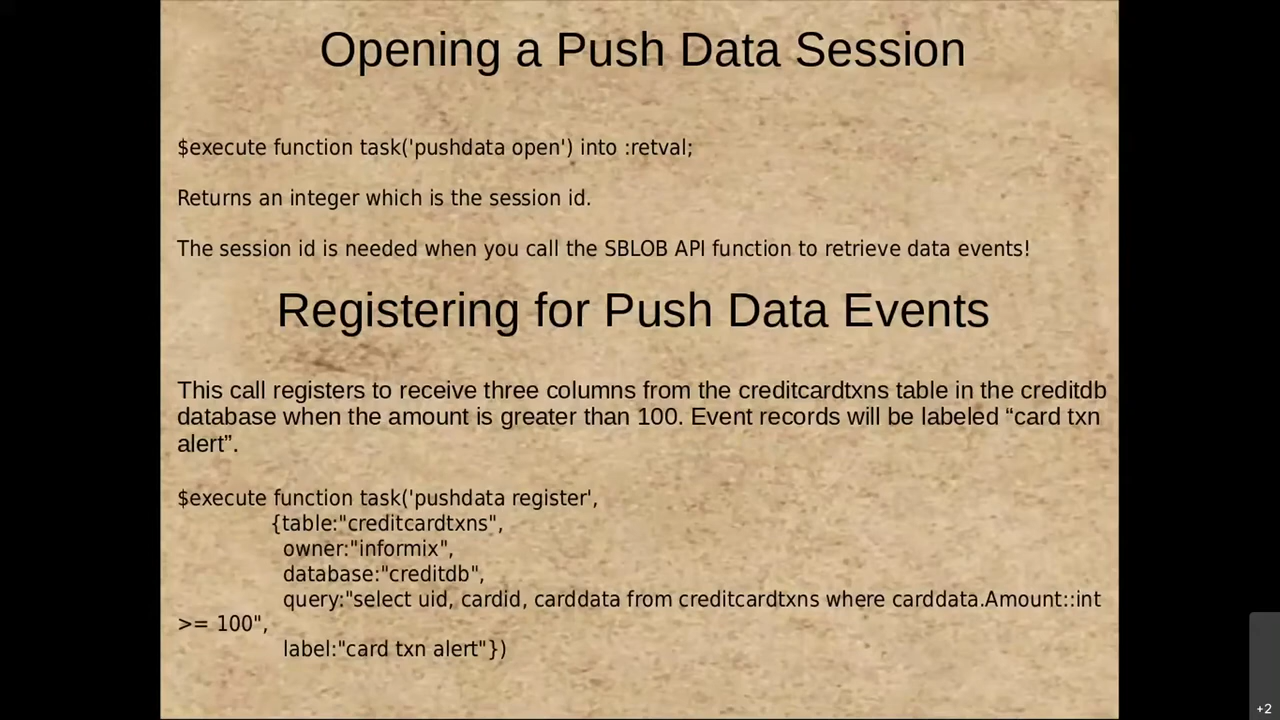 Opening a Push Data Session
$execute function task('pushdata open') into :retval;
Returns an integer which is the session id.
The session id is needed when you call the SBLOB API function to retrieve data events!
Registering for Push Data Events
This call registers to receive three columns from the creditcardtxns table in the creditdb
database when the amount is greater than 100. Event records will be labeled “card txn
alert”.
$execute function task('pushdata register',
{table:"creditcardtxns",
owner:"informix",
database:"creditdb",
query:"select uid, cardid, carddata from creditcardtxns where carddata.Amount::int
>= 100",
label:"card txn alert"})
+2